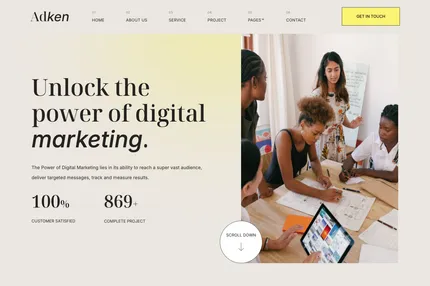 Adken
01
HOME
02
ABOUT US
03
SERVICE
04
PROJECT
05
PAGES
06
CONTACT
GET IN TOUCH
Unlock the
power of digital
marketing.
The Power of Digital Marketing lies in its ability to reach a super vast audience,
deliver targeted messages, track and measure results.
100%
869+
CUSTOMER SATISFIED
COMPLETE PROJECT
SCROLL DOWN